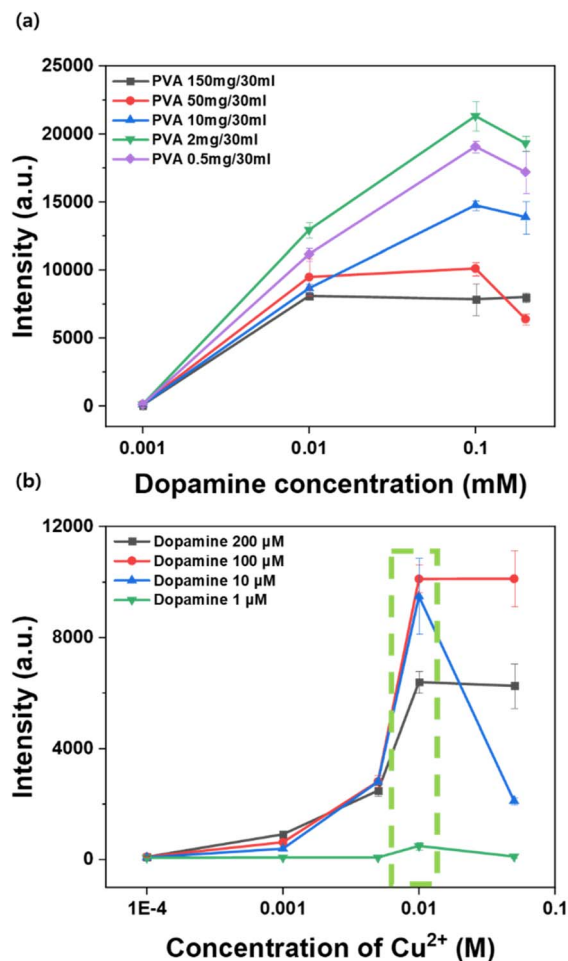 (a)
25000
20000
15000
10000
5000
0
Intensity (a.u.)
PVA 150mg/30ml
PVA 50mg/30ml
PVA 10mg/30ml
PVA 2mg/30ml
PVA 0.5mg/30ml
0.001
0.01
0.1
Dopamine concentration (mM)
(b)
12000
8000
4000
0
Intensity (a.u.)
Dopamine 200 µM
Dopamine 100 µM
Dopamine 10 µM
Dopamine 1 µM
1E-4
0.001
0.01
0.1
Concentration of Cu²⁺ (M)